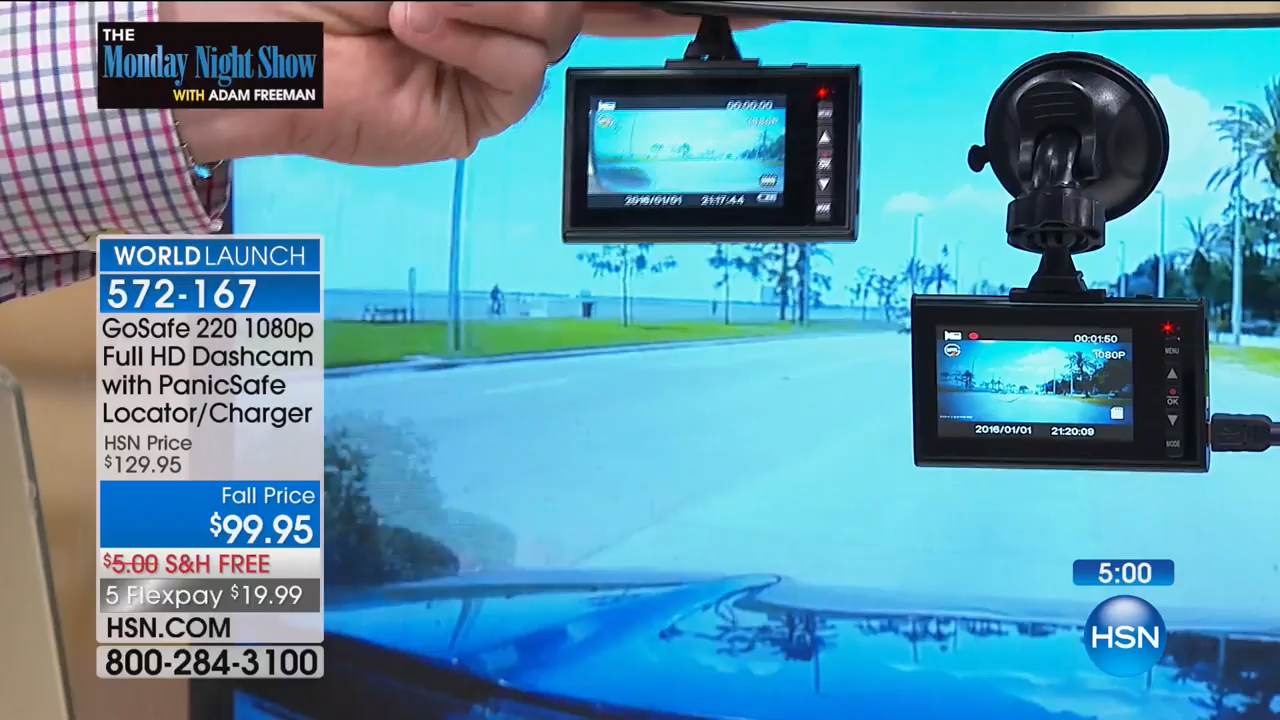 THE
Monday Night Show
WITH ADAM FREEMAN
WORLD LAUNCH
572-167
GoSafe 220 1080p
Full HD Dashcam
with PanicSafe
Locator/Charger
HSN Price
$129.95
Fall Price
$99.95
$5.00 S&H FREE
5 Flexpay $19.99
HSN.COM
800-284-3100
00:00:00
1080P
2016/01/01 21:17:44
MENU
OK
MODE
00:01:50
1080P
2016/01/01 21:20:09
MENU
OK
MODE
5:00
HSN